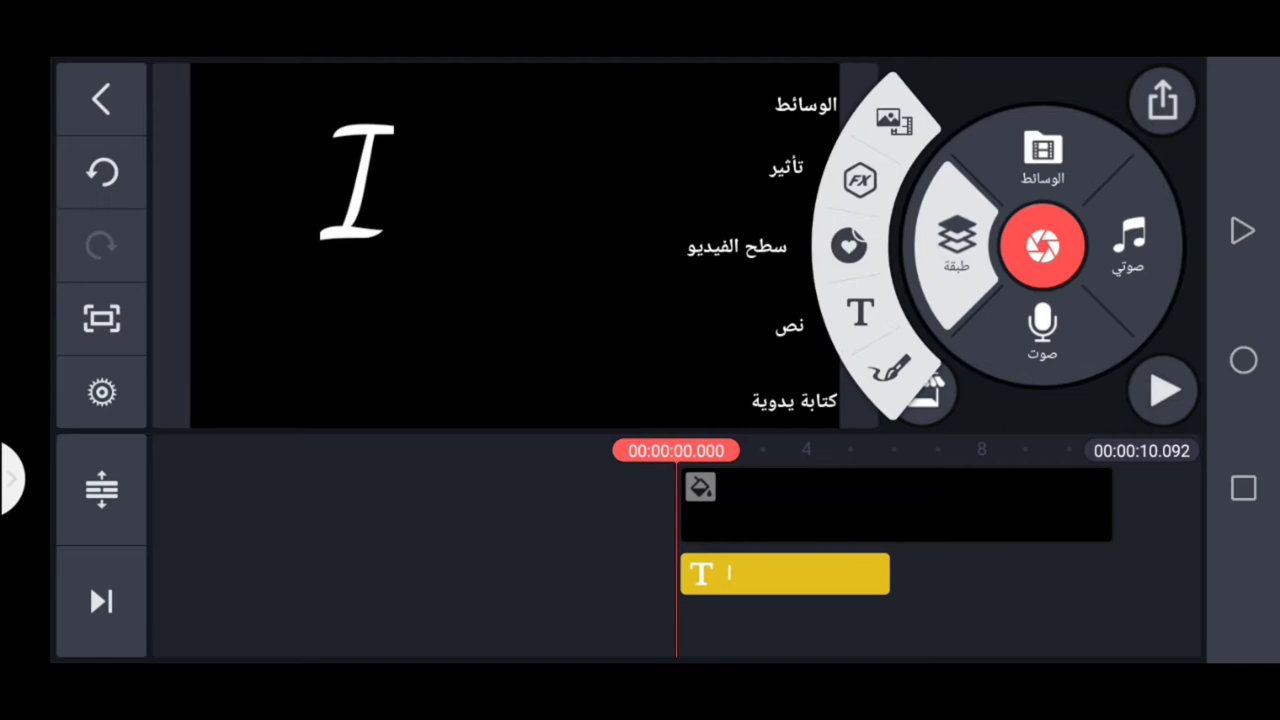 I
الوسائط
تأثير
سطح الفيديو
نص
كتابة يدوية
الوسائط
طبقة
صوتي
صوت
FX
T
00:00:00.000
4
8
00:00:10.092
T I